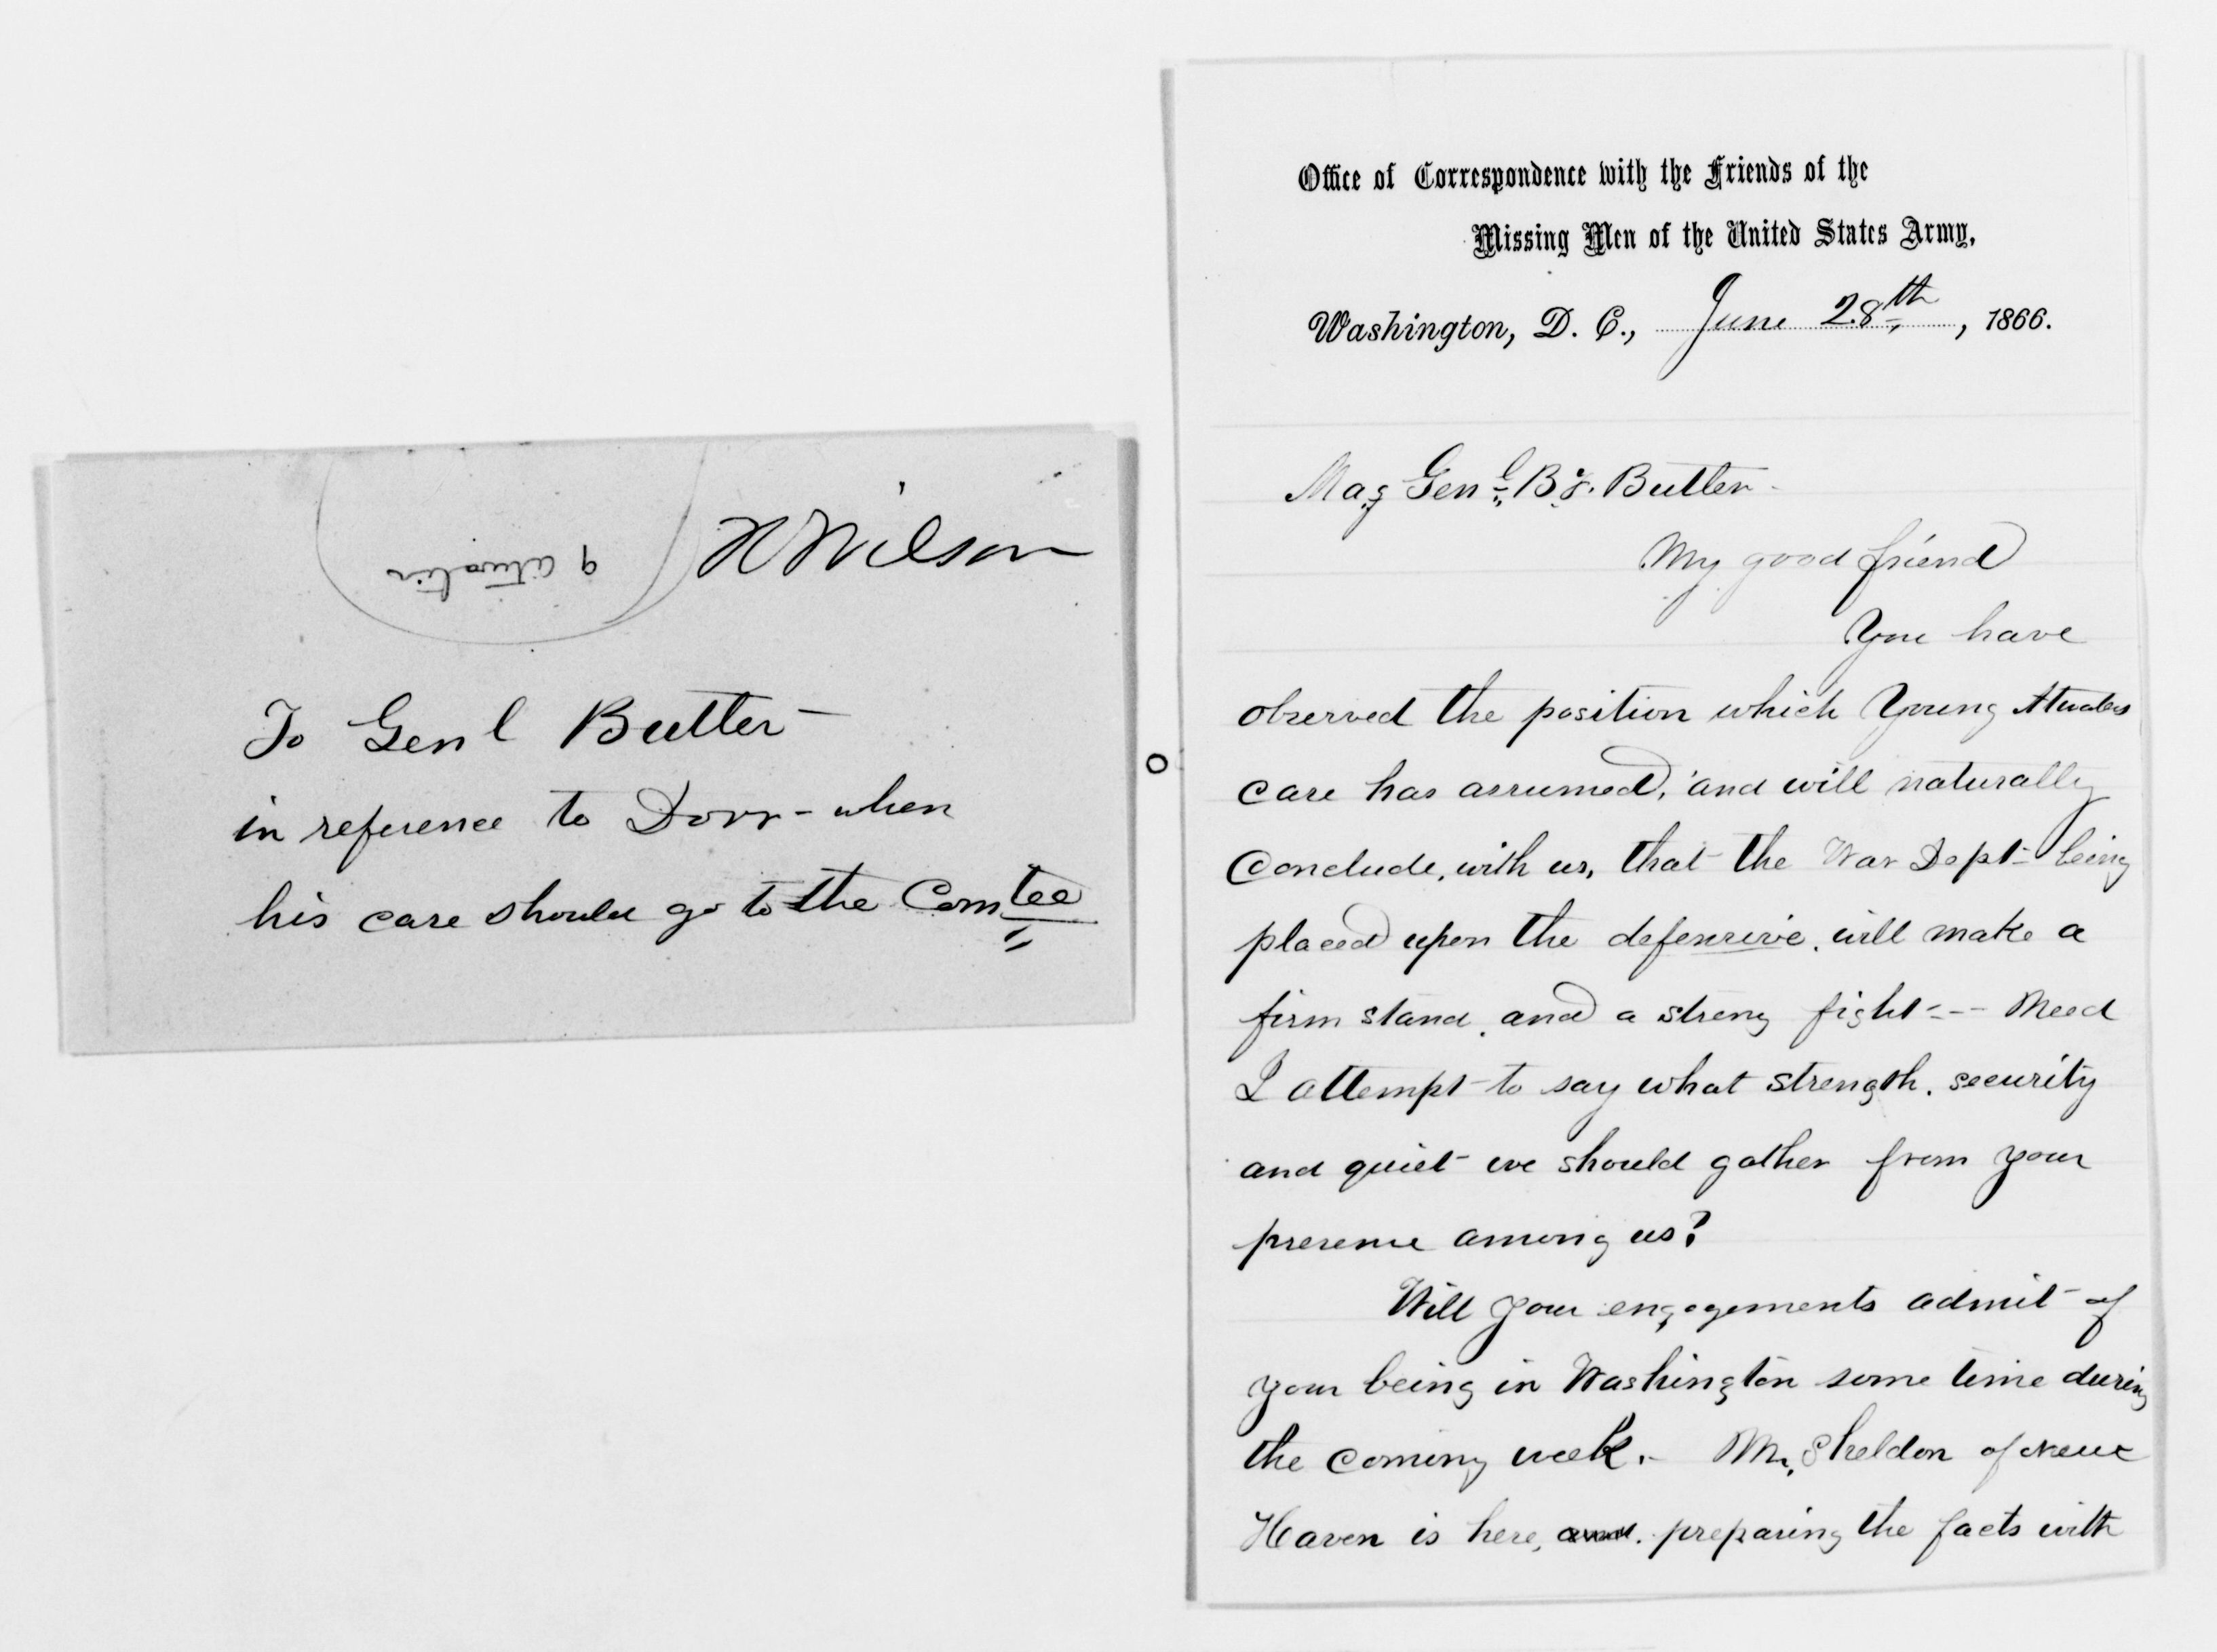 H Wilson
To Genl Butler -
in reference to Dorr - when
his case should go to the Comtee
Office of Correspondence with the Friends of the
Missing Men of the United States Army,
Washington, D. C., June 28th, 1866.
Maj Genl B. F. Butler -
My good friend
You have
observed the position which Young Atwaters
case has assumed, and will naturally
Conclude, with us, that the War Dept - being
placed upon the defensive, will make a
firm stand, and a strong fight - - - Need
I attempt to say what strength, security
and quiet we should gather from your
presence among us?
Will your engagements admit of
your being in Washington some time during
the coming week. - Mr. Sheldon of New
Haven is here, preparing the facts with